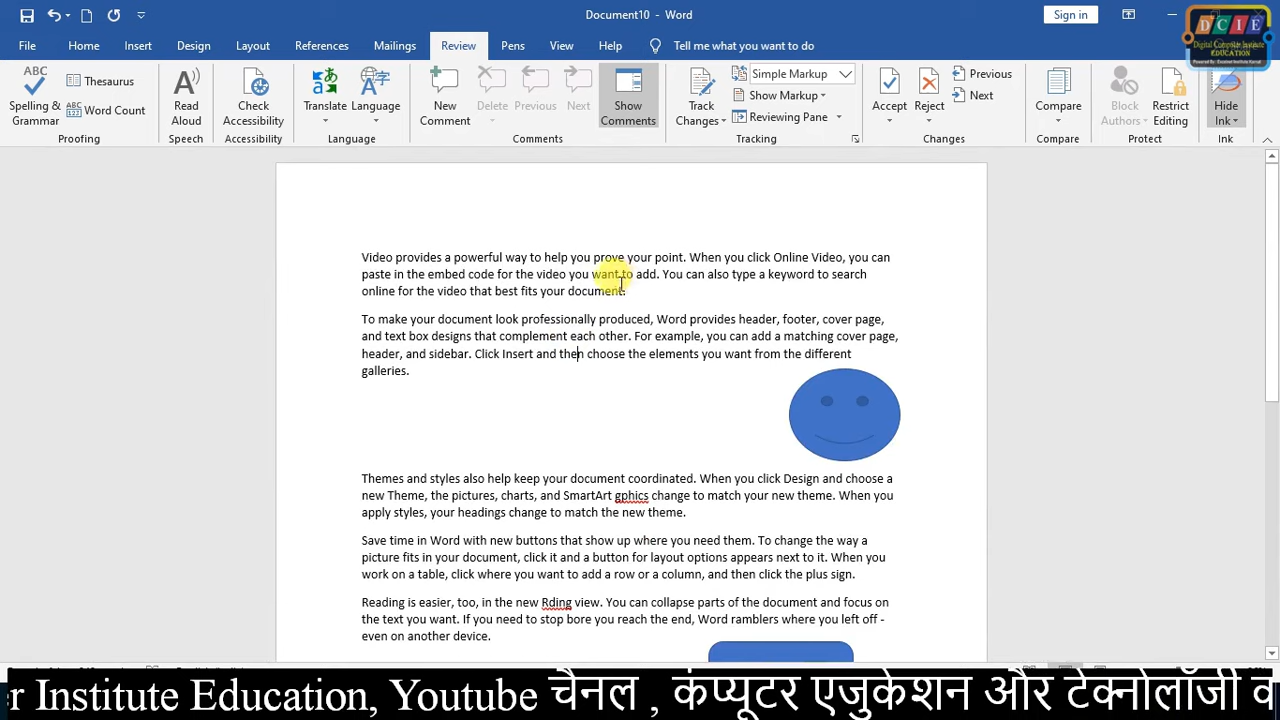 Document10 - Word
Sign in
DCIE
Digital Computer Institute
EDUCATION
File Home Insert Design Layout References Mailings Review Pens View Help Tell me what you want to do
ABC
Spelling & Grammar
Thesaurus
ABC 123 Word Count
Proofing
Read Aloud
Speech
Check Accessibility
Accessibility
Translate
Language
Language
New Comment
Delete
Previous
Next
Show Comments
Comments
Track Changes
Simple Markup
Show Markup
Reviewing Pane
Tracking
Accept
Reject
Previous
Next
Changes
Compare
Compare
Block Authors
Restrict Editing
Protect
Hide Ink
Ink
Video provides a powerful way to help you prove your point. When you click Online Video, you can
paste in the embed code for the video you want to add. You can also type a keyword to search
online for the video that best fits your document.
To make your document look professionally produced, Word provides header, footer, cover page,
and text box designs that complement each other. For example, you can add a matching cover page,
header, and sidebar. Click Insert and then choose the elements you want from the different
galleries.
Themes and styles also help keep your document coordinated. When you click Design and choose a
new Theme, the pictures, charts, and SmartArt gphics change to match your new theme. When you
apply styles, your headings change to match the new theme.
Save time in Word with new buttons that show up where you need them. To change the way a
picture fits in your document, click it and a button for layout options appears next to it. When you
work on a table, click where you want to add a row or a column, and then click the plus sign.
Reading is easier, too, in the new Rding view. You can collapse parts of the document and focus on
the text you want. If you need to stop bore you reach the end, Word ramblers where you left off -
even on another device.
r Institute Education, Youtube चैनल , कंप्यूटर एजुकेशन और टेक्नोलॉजी व